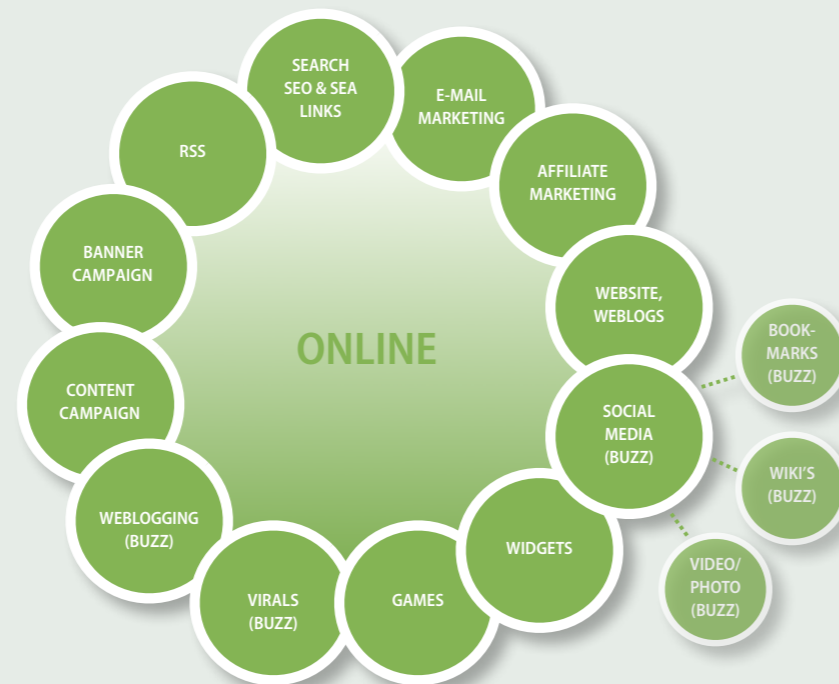 SEARCH
SEO & SEA
LINKS
E-MAIL
MARKETING
AFFILIATE
MARKETING
WEBSITE,
WEBLOGS
SOCIAL
MEDIA
(BUZZ)
BOOK-
MARKS
(BUZZ)
WIKI'S
(BUZZ)
VIDEO/
PHOTO
(BUZZ)
WIDGETS
GAMES
VIRALS
(BUZZ)
WEBLOGGING
(BUZZ)
CONTENT
CAMPAIGN
BANNER
CAMPAIGN
RSS
ONLINE